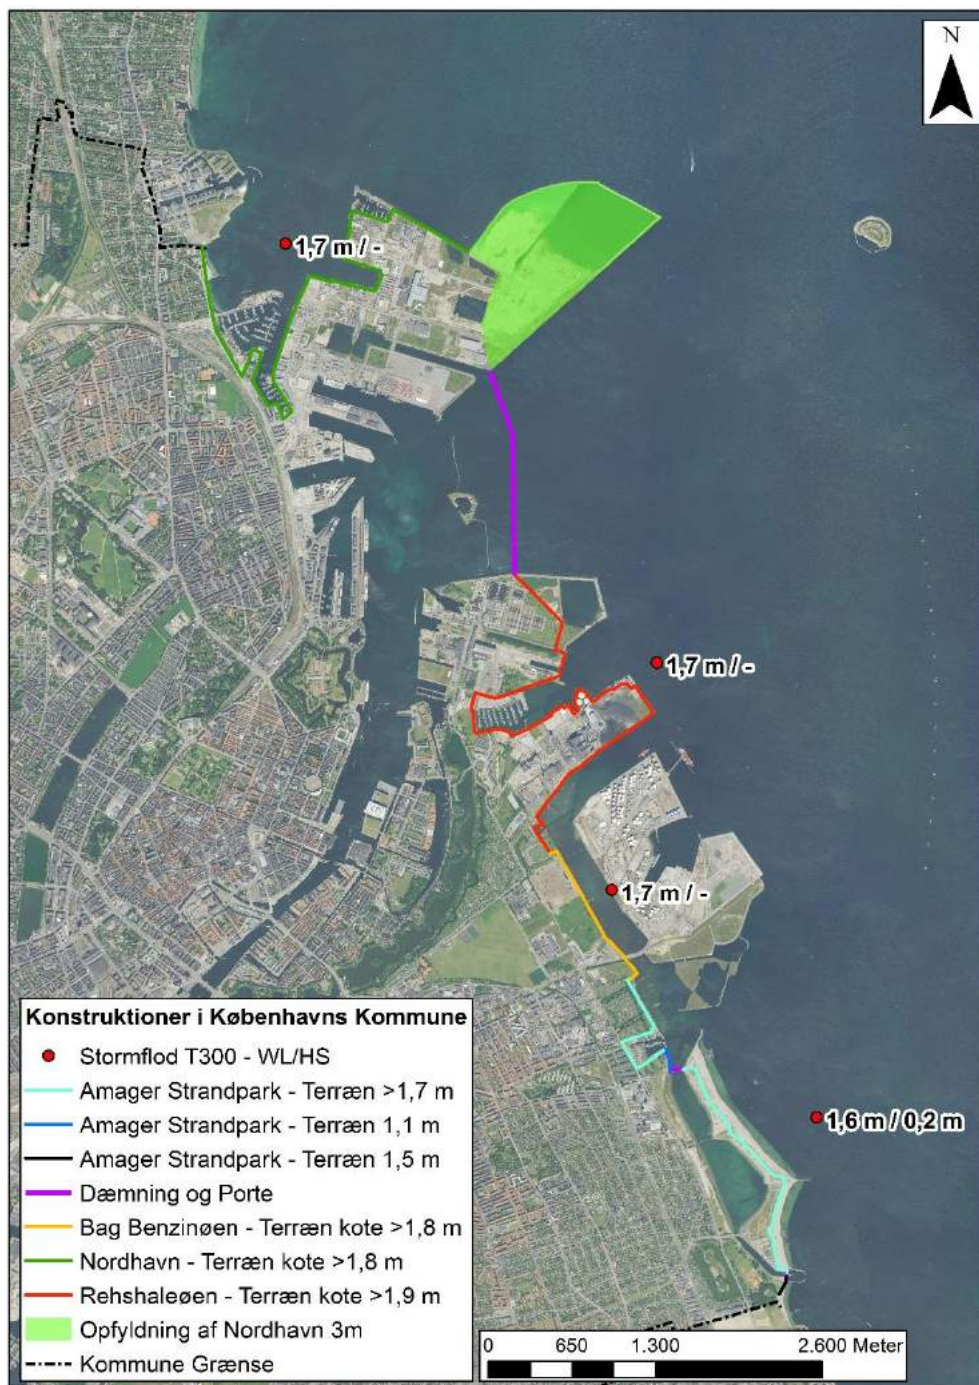 N
1,7 m / -
1,7 m / -
1,7 m / -
1,6 m / 0,2 m
Konstruktioner i Københavns Kommune
Stormflod T300 - WL/HS
Amager Strandpark - Terræn >1,7 m
Amager Strandpark - Terræn 1,1 m
Amager Strandpark - Terræn 1,5 m
Dæmning og Porte
Bag Benzinøen - Terræn kote >1,8 m
Nordhavn - Terræn kote >1,8 m
Rehshaleøen - Terræn kote >1,9 m
Opfyldning af Nordhavn 3m
Kommune Grænse
0 650 1.300 2.600 Meter